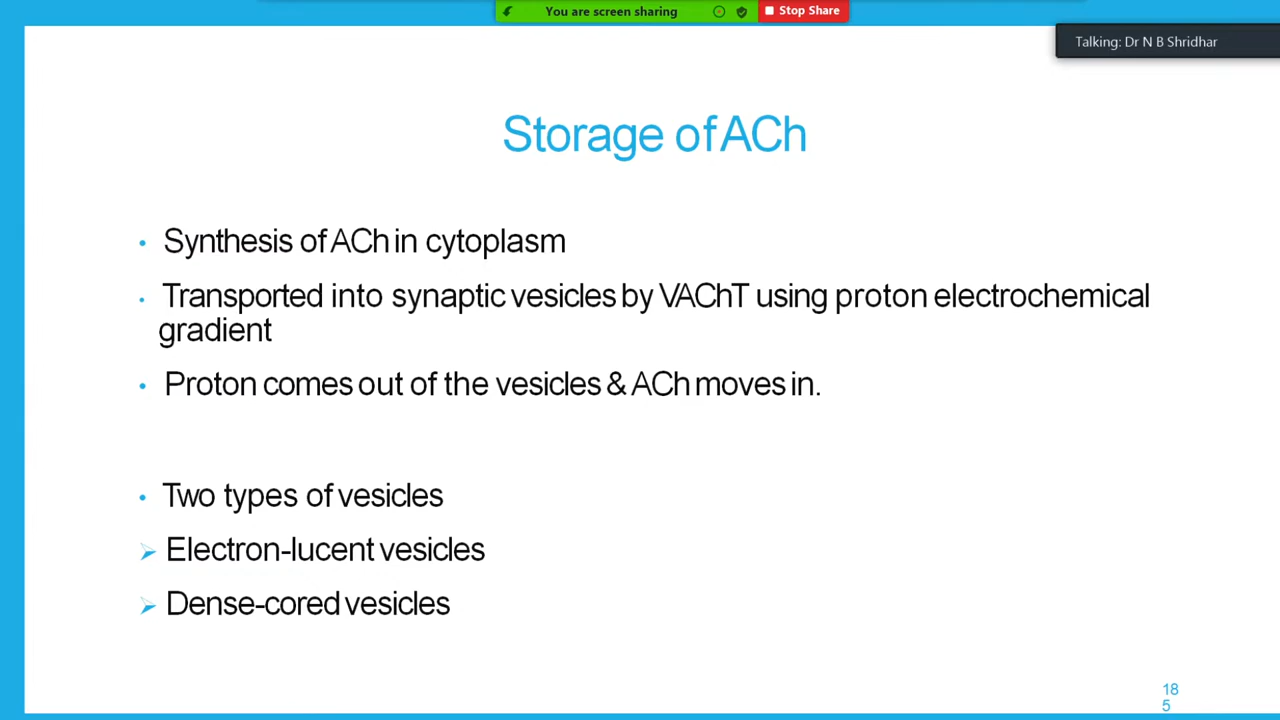 You are screen sharing
Stop Share
Talking: Dr N B Shridhar
Storage of ACh
• Synthesis of ACh in cytoplasm
• Transported into synaptic vesicles by VAChT using proton electrochemical
gradient
• Proton comes out of the vesicles & ACh moves in.
• Two types of vesicles
➢ Electron-lucent vesicles
➢ Dense-cored vesicles
18
5